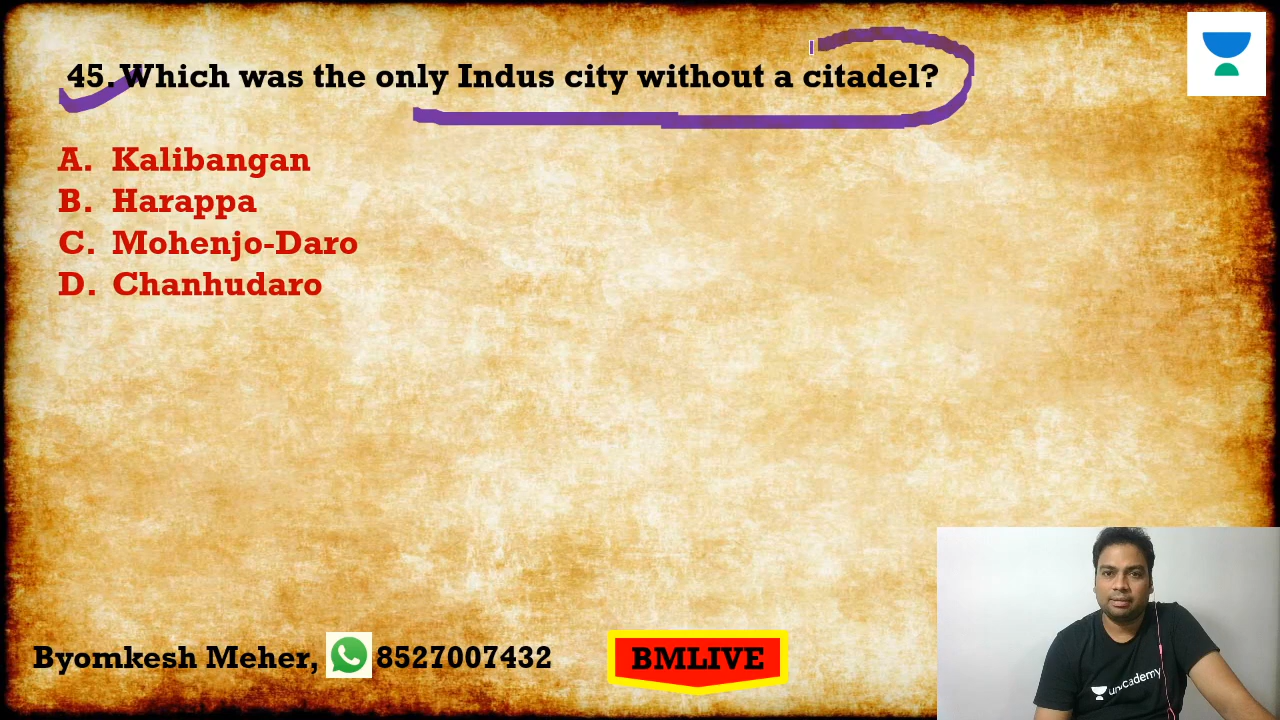 45. Which was the only Indus city without a citadel?
A. Kalibangan
B. Harappa
C. Mohenjo-Daro
D. Chanhudaro
Byomkesh Meher, 8527007432
BMLIVE
unacademy